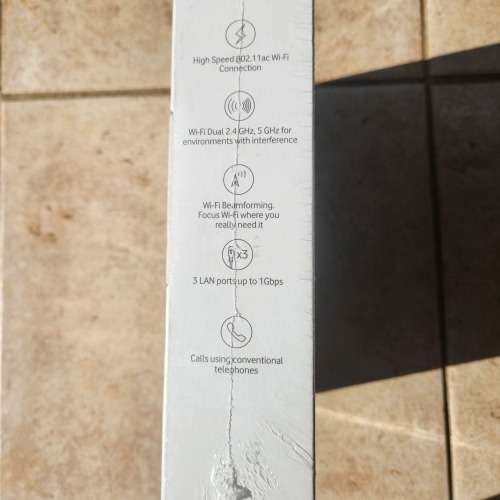 High Speed 802.11ac Wi-Fi
Connection
Wi-Fi Dual 2.4 GHz, 5 GHz for
environments with interference
Wi-Fi Beamforming.
Focus Wi-Fi where you
really need it
x3
3 LAN ports up to 1Gbps
Calls using conventional
telephones